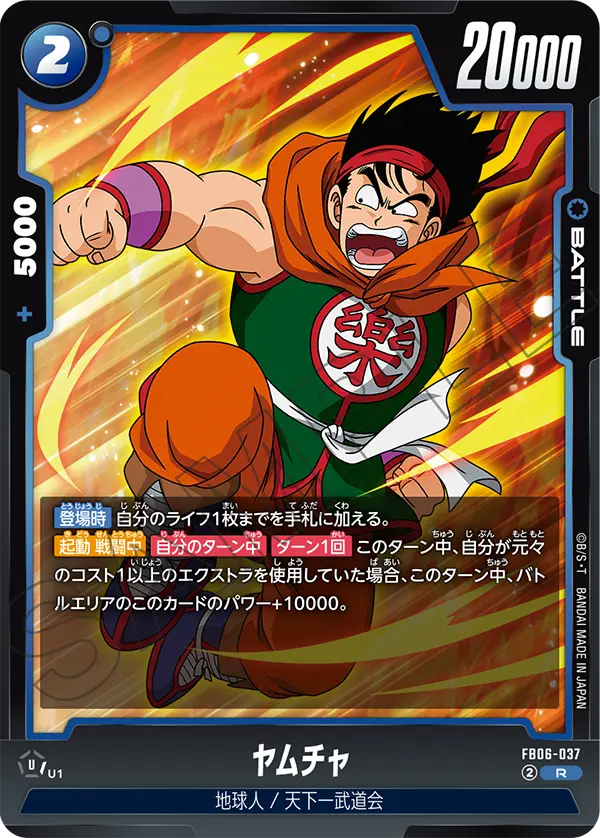 2
20000
+ 5000
BATTLE
樂
登場時 自分のライフ1枚までを手札に加える。
起動 戦闘中 自分のターン中 ターン1回 このターン中、自分が元々
のコスト1以上のエクストラを使用していた場合、このターン中、バト
ルエリアのこのカードのパワー+10000。
SAMPLE
©B/S・T BANDAI MADE IN JAPAN
U U1
ヤムチャ
FB06-037
② R
地球人 / 天下一武道会